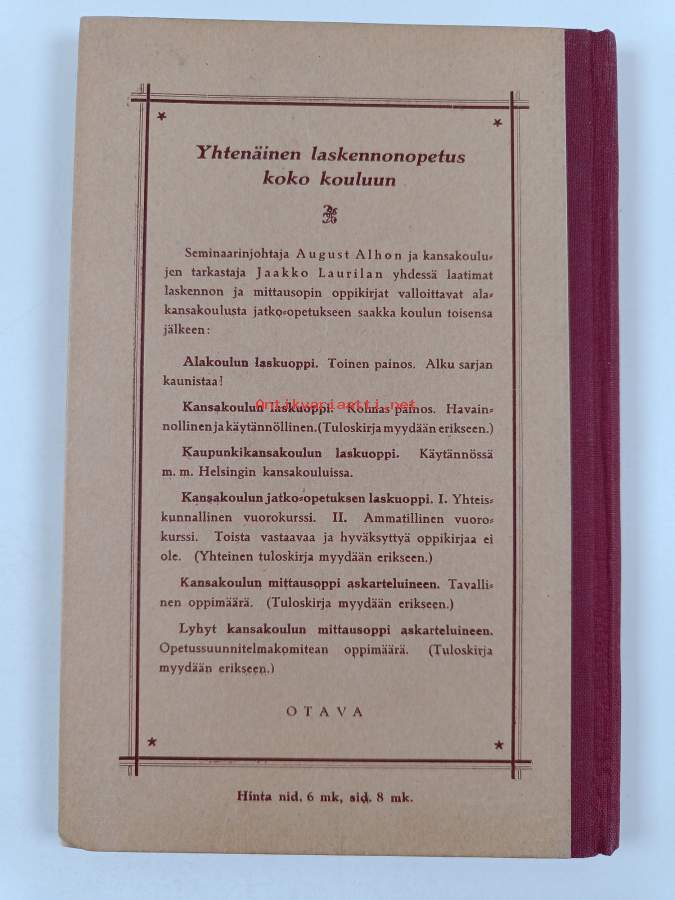 Yhtenäinen laskennonopetus
koko kouluun
Seminaarinjohtaja August Alhon ja kansakoulu-
jen tarkastaja Jaakko Laurilan yhdessä laatimat
laskennon ja mittausopin oppikirjat valloittavat ala-
kansakoulusta jatko-opetukseen saakka koulun toisensa
jälkeen:
Alakoulun laskuoppi. Toinen painos. Alku sarjan
kaunistaa!
Antikvariaatti.net
Kansakoulun laskuoppi. Kolmas painos. Havain-
nollinen ja käytännöllinen. (Tuloskirja myydään erikseen.)
Kaupunkikansakoulun laskuoppi. Käytännössä
m. m. Helsingin kansakouluissa.
Kansakoulun jatko-opetuksen laskuoppi. I. Yhteis-
kunnallinen vuorokurssi. II. Ammatillinen vuoro-
kurssi. Toista vastaavaa ja hyväksyttyä oppikirjaa ei
ole. (Yhteinen tuloskirja myydään erikseen.)
Kansakoulun mittausoppi askarteluineen. Tavalli-
nen oppimäärä. (Tuloskirja myydään erikseen.)
Lyhyt kansakoulun mittausoppi askarteluineen.
Opetussuunnitelmakomitean oppimäärä. (Tuloskirja
myydään erikseen.)
OTAVA
Hinta nid. 6 mk, sid. 8 mk.